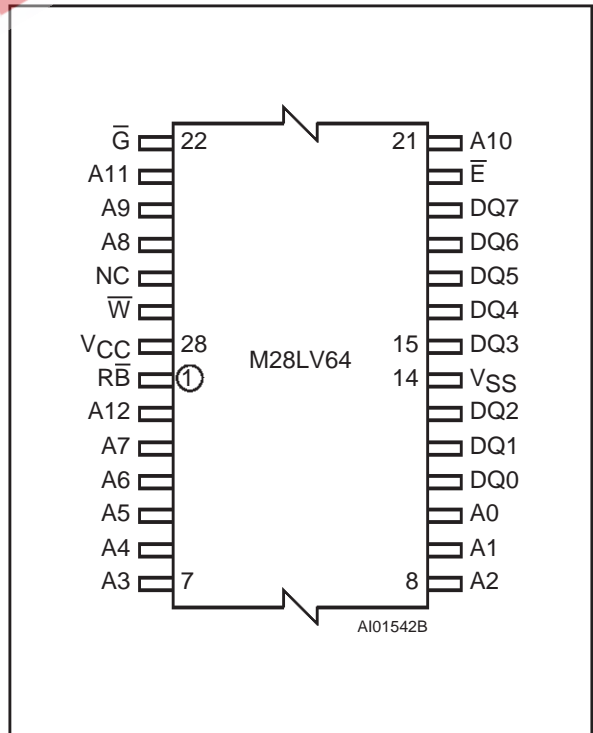 G̅ 22 21 A10
A11 E̅
A9 DQ7
A8 DQ6
NC DQ5
W̅ DQ4
VCC 28 15 DQ3
M28LV64
RB̅ 1 14 VSS
A12 DQ2
A7 DQ1
A6 DQ0
A5 A0
A4 A1
A3 7 8 A2
AI01542B